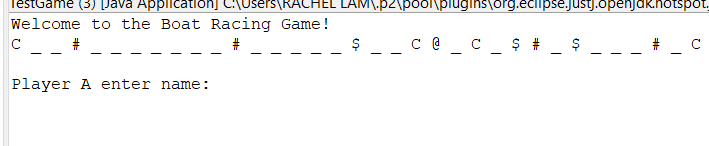 TestGame (3) [Java Application] C:\Users\RACHEL LAM\.p2\pool\plugins\org.eclipse.justj.openjdk.hotspot.
Welcome to the Boat Racing Game!
C _ _ # _ _ _ _ _ _ _ # _ _ _ _ _ $ _ _ C @ _ C _ $ # _ $ _ _ _ # _ C
Player A enter name: